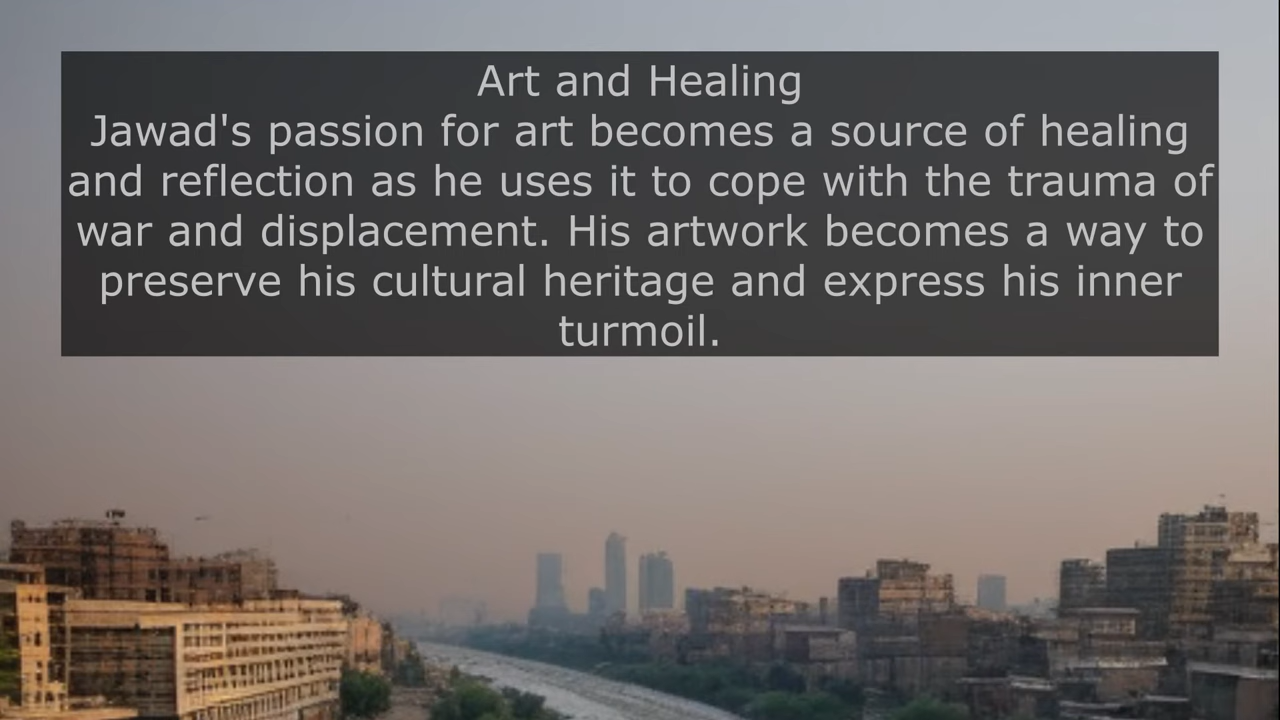 Art and Healing
Jawad's passion for art becomes a source of healing
and reflection as he uses it to cope with the trauma of
war and displacement. His artwork becomes a way to
preserve his cultural heritage and express his inner
turmoil.